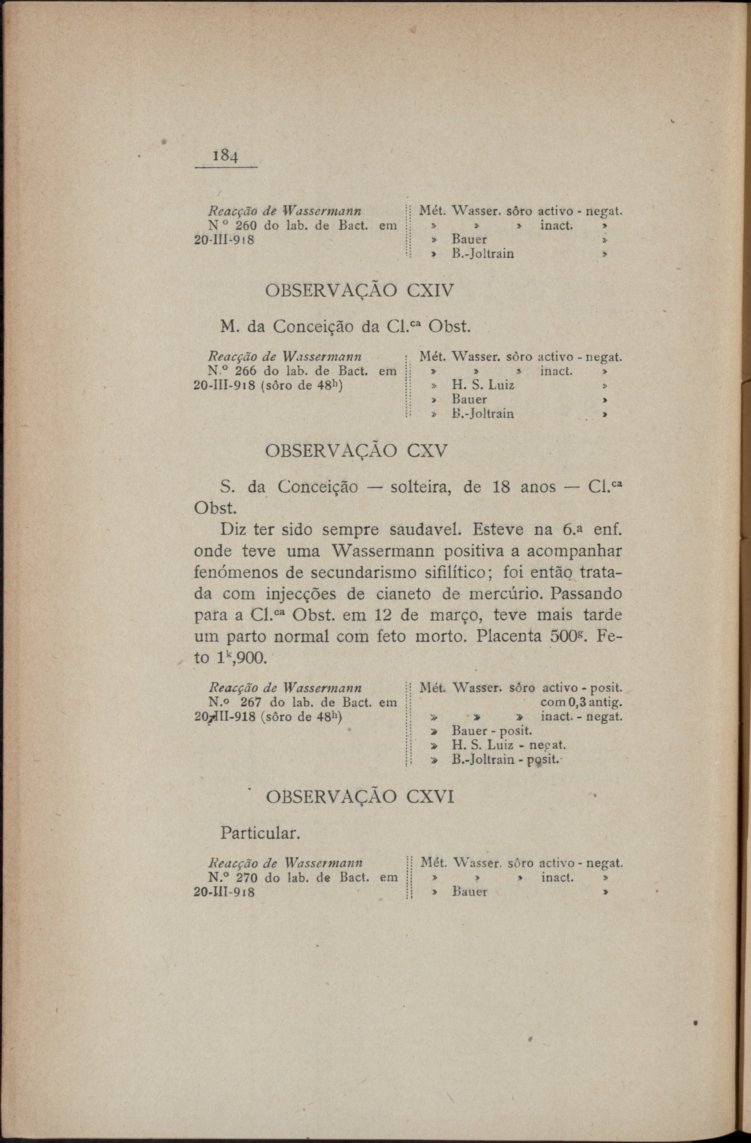 184
Reacção de Wassermann
N º 260 do lab. de Bact. em
20-III-918
Mét. Wasser. sôro activo - negat.
» » » inact. »
» Bauer »
» B.-Joltrain »
OBSERVAÇÃO CXIV
M. da Conceição da Cl.ca Obst.
Reacção de Wassermann
N.º 266 do lab. de Bact. em
20-III-918 (sôro de 48h)
Mét. Wasser. sôro activo - negat.
» » » inact. »
» H. S. Luiz »
» Bauer »
» B.-Joltrain »
OBSERVAÇÃO CXV
S. da Conceição — solteira, de 18 anos — Cl.ca
Obst.
Diz ter sido sempre saudavel. Esteve na 6.a enf.
onde teve uma Wassermann positiva a acompanhar
fenómenos de secundarismo sifilítico; foi então trata-
da com injecções de cianeto de mercúrio. Passando
para a Cl.ca Obst. em 12 de março, teve mais tarde
um parto normal com feto morto. Placenta 500g. Fe-
to 1k,900.
Reacção de Wassermann
N.º 267 do lab. de Bact. em
20-III-918 (sôro de 48h)
Mét. Wasser. sôro activo - posit.
com 0,3 antig.
» » » inact. - negat.
» Bauer - posit.
» H. S. Luiz - negat.
» B.-Joltrain - posit.
OBSERVAÇÃO CXVI
Particular.
Reacção de Wassermann
N.º 270 do lab. de Bact. em
20-III-918
Mét. Wasser. sôro activo - negat.
» » » inact. »
» Bauer »